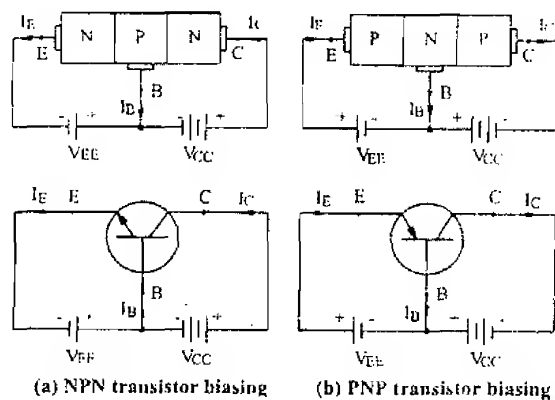 IE E N P N C IC
B
IB
- + - +
VEE VCC
IE E P N P C
B
IB
+ - + -
VEE VCC
IE E C IC
B
IB
- + - +
VEE VCC
IE E C IC
B
IB
+ - + -
VEE VCC
(a) NPN transistor biasing
(b) PNP transistor biasing